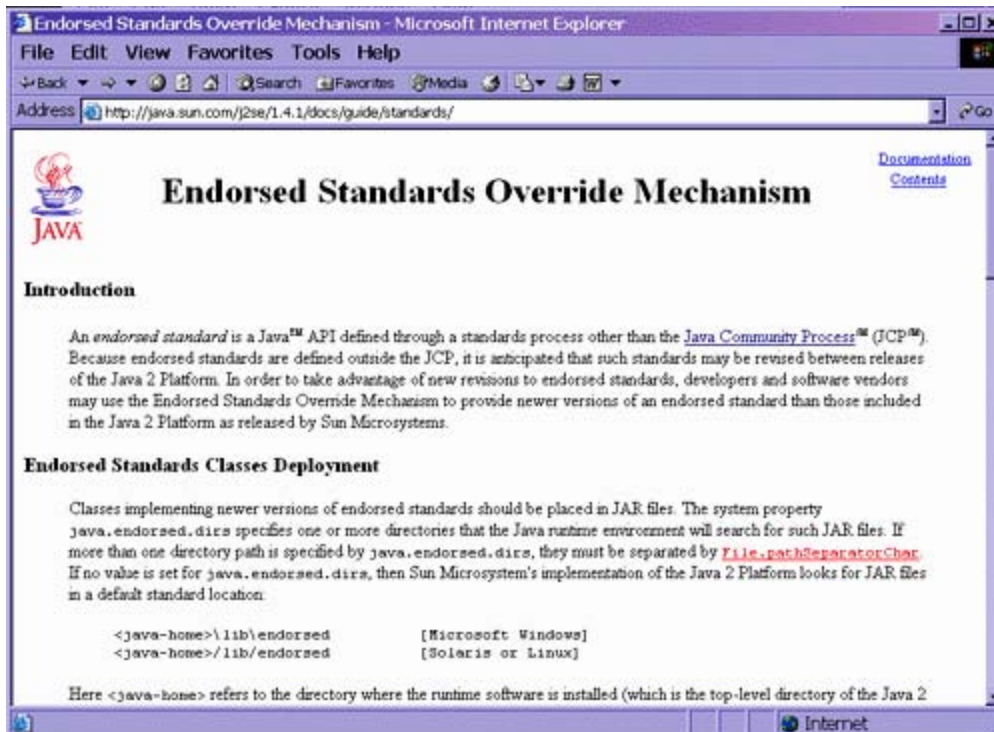 Endorsed Standards Override Mechanism - Microsoft Internet Explorer
File Edit View Favorites Tools Help
Back Search Favorites Media
Address http://java.sun.com/j2se/1.4.1/docs/guide/standards/ Go
Documentation
Contents
JAVA
Endorsed Standards Override Mechanism
Introduction
An endorsed standard is a Java™ API defined through a standards process other than the Java Community Process℠ (JCP℠).
Because endorsed standards are defined outside the JCP, it is anticipated that such standards may be revised between releases
of the Java 2 Platform. In order to take advantage of new revisions to endorsed standards, developers and software vendors
may use the Endorsed Standards Override Mechanism to provide newer versions of an endorsed standard than those included
in the Java 2 Platform as released by Sun Microsystems.
Endorsed Standards Classes Deployment
Classes implementing newer versions of endorsed standards should be placed in JAR files. The system property
java.endorsed.dirs specifies one or more directories that the Java runtime environment will search for such JAR files. If
more than one directory path is specified by java.endorsed.dirs, they must be separated by File.pathSeparatorChar.
If no value is set for java.endorsed.dirs, then Sun Microsystem's implementation of the Java 2 Platform looks for JAR files
in a default standard location:
<java-home>\lib\endorsed [Microsoft Windows]
<java-home>/lib/endorsed [Solaris or Linux]
Here <java-home> refers to the directory where the runtime software is installed (which is the top-level directory of the Java 2
Internet